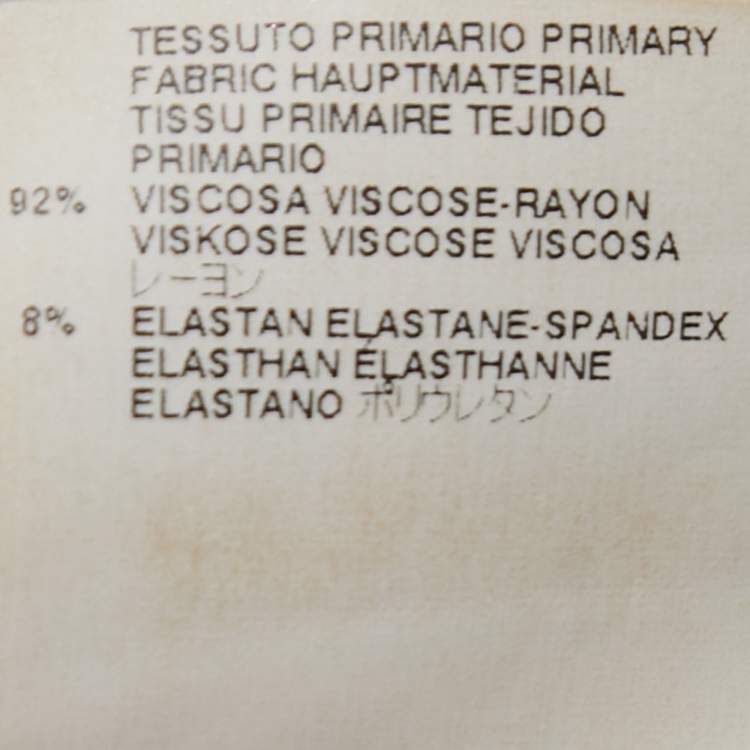 TESSUTO PRIMARIO PRIMARY
FABRIC HAUPTMATERIAL
TISSU PRIMAIRE TEJIDO
PRIMARIO
92% VISCOSA VISCOSE-RAYON
VISKOSE VISCOSE VISCOSA
レーヨン
8% ELASTAN ELASTANE-SPANDEX
ELASTHAN ÉLASTHANNE
ELASTANO ポリウレタン